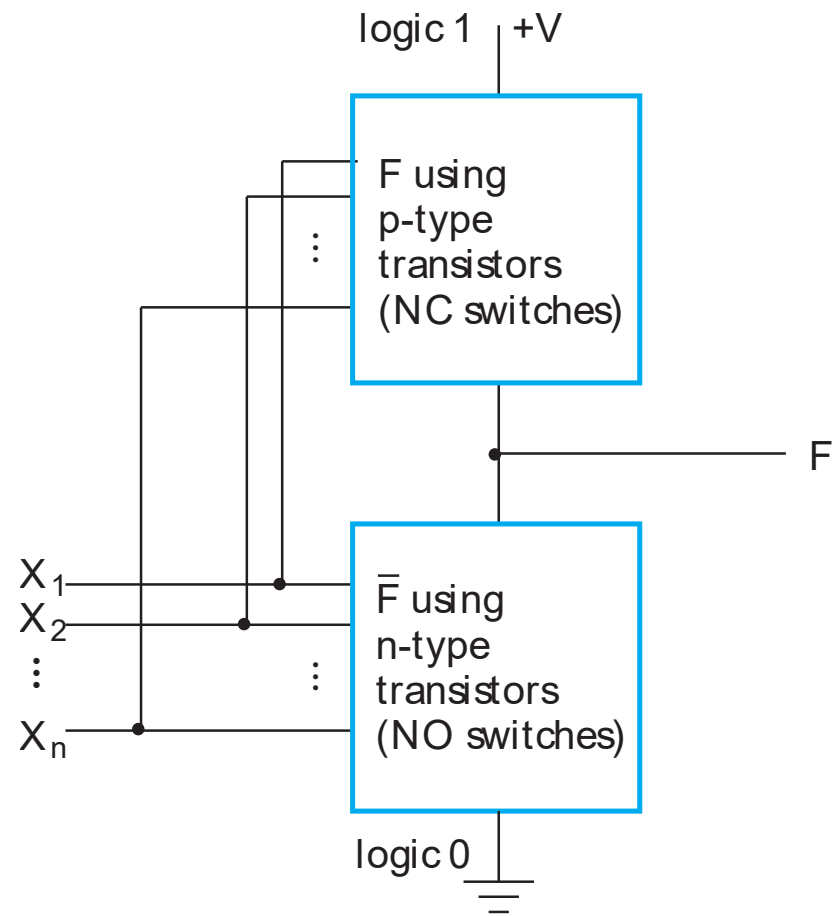 logic 1 +V
F using
p-type
transistors
(NC switches)
⋮
F
X₁
X₂
⋮
Xₙ
F̅ using
n-type
transistors
(NO switches)
⋮
logic 0